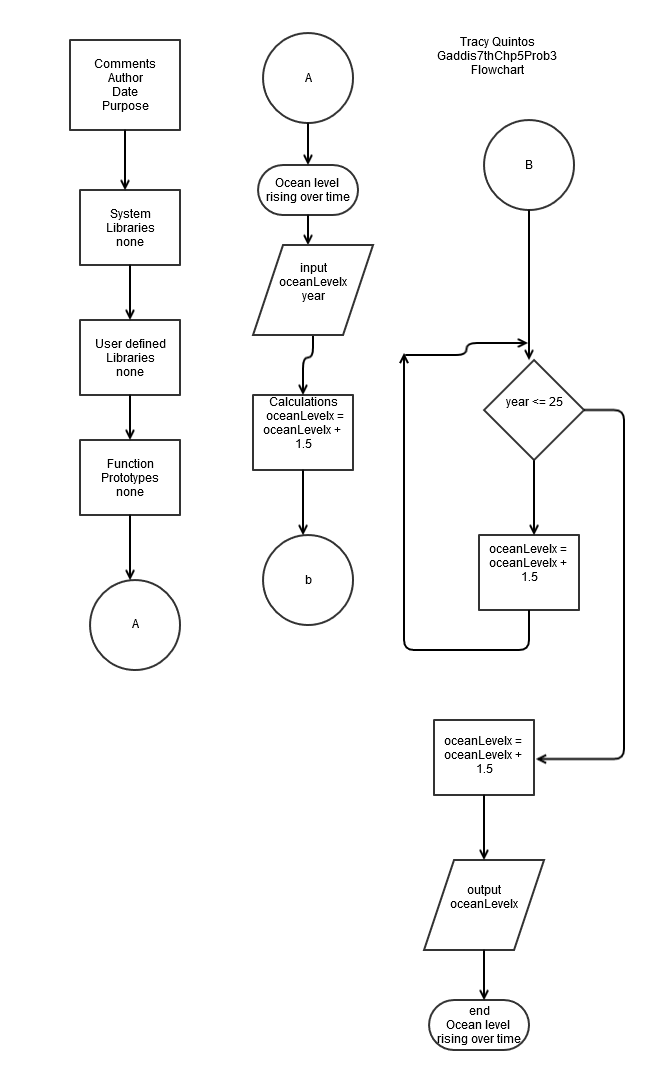 Tracy Quintos
Gaddis7thChp5Prob3
Flowchart
Comments
Author
Date
Purpose
System
Libraries
none
User defined
Libraries
none
Function
Prototypes
none
A
A
Ocean level
rising over time
input
oceanLevelx
year
Calculations
oceanLevelx =
oceanLevelx +
1.5
b
B
year <= 25
oceanLevelx =
oceanLevelx +
1.5
oceanLevelx =
oceanLevelx +
1.5
output
oceanLevelx
end
Ocean level
rising over time